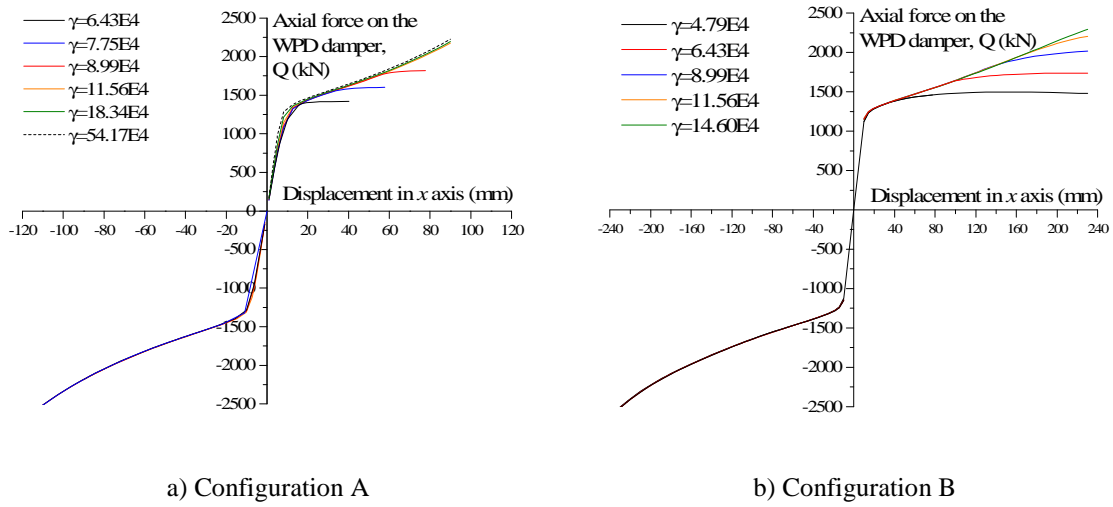 γ=6.43E4
γ=7.75E4
γ=8.99E4
γ=11.56E4
γ=18.34E4
γ=54.17E4
Axial force on the
WPD damper,
Q (kN)
2500
2000
1500
1000
500
0
-500
-1000
-1500
-2000
-2500
Displacement in x axis (mm)
-120 -100 -80 -60 -40 -20 0 20 40 60 80 100 120
a) Configuration A
γ=4.79E4
γ=6.43E4
γ=8.99E4
γ=11.56E4
γ=14.60E4
Axial force on the
WPD damper, Q (kN)
2500
2000
1500
1000
500
0
-500
-1000
-1500
-2000
-2500
Displacement in x axis (mm)
-240 -200 -160 -120 -80 -40 0 40 80 120 160 200 240
b) Configuration B